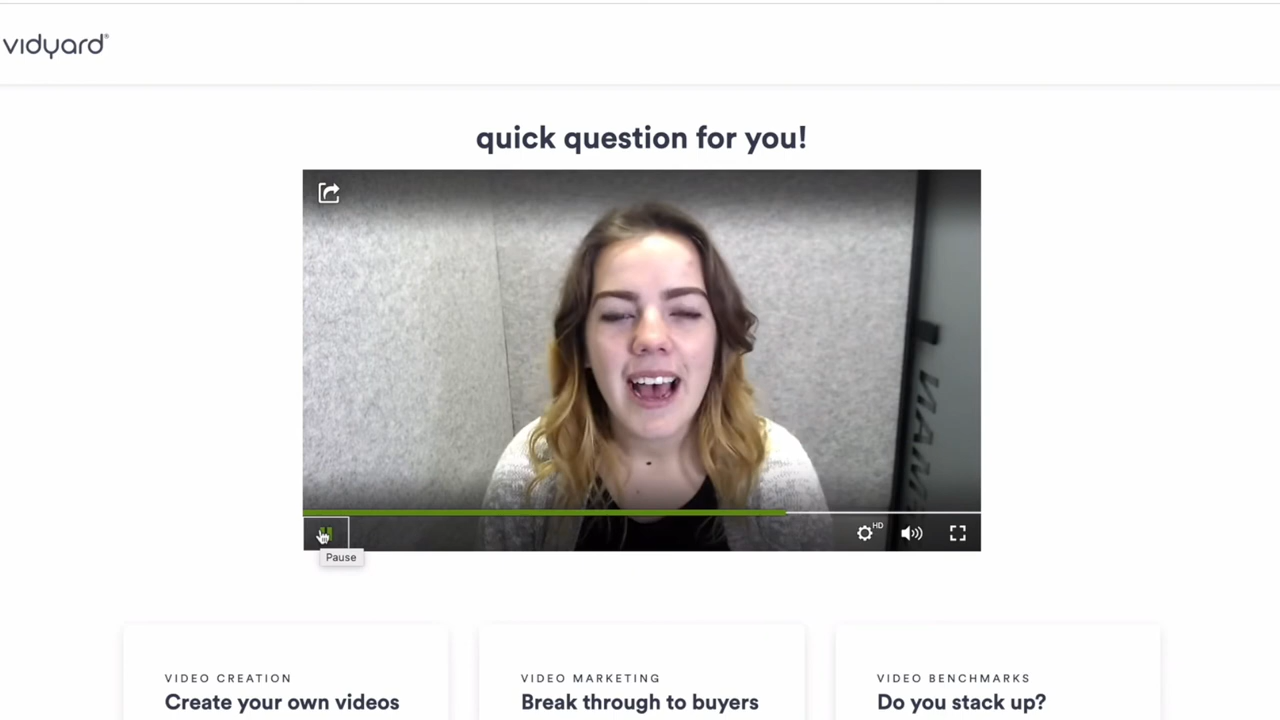 vidyard®
quick question for you!
HD
Pause
VIDEO CREATION
Create your own videos
VIDEO MARKETING
Break through to buyers
VIDEO BENCHMARKS
Do you stack up?